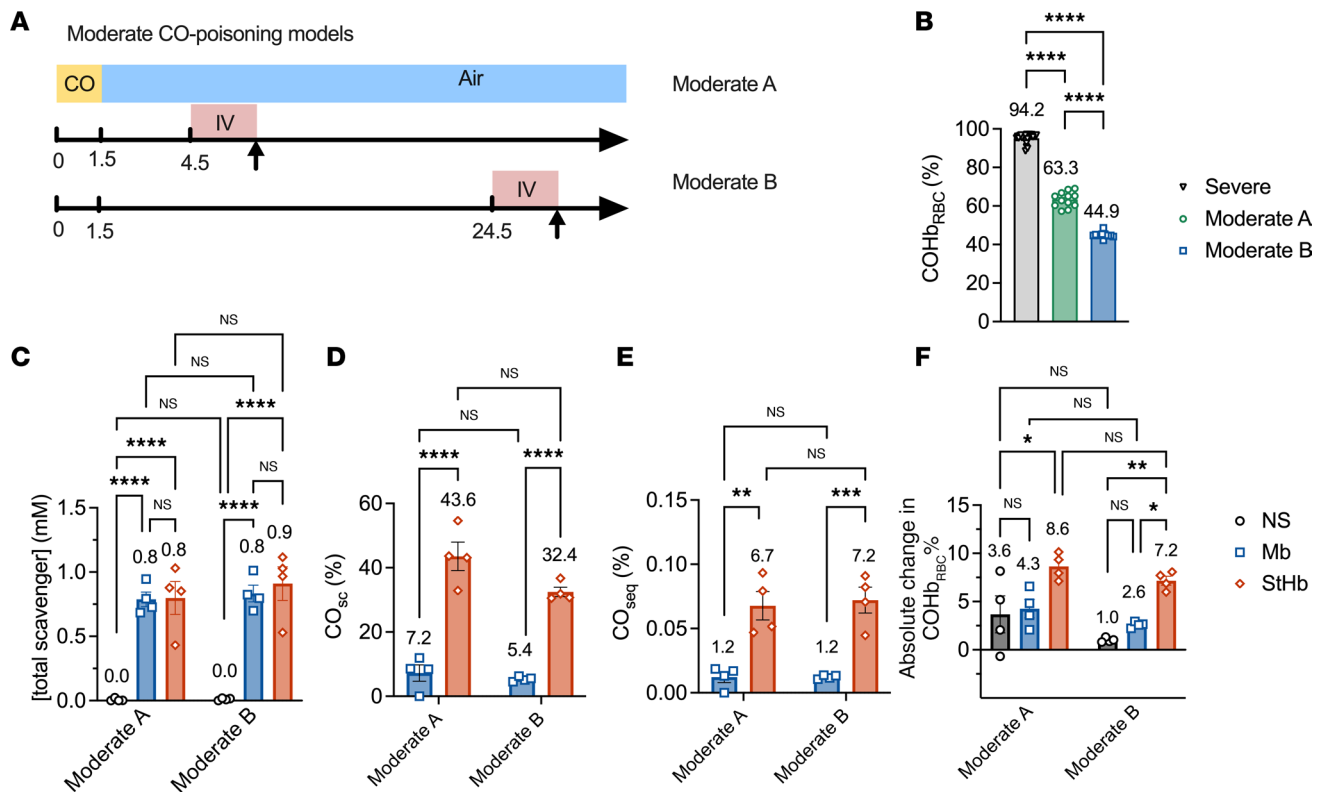 A
Moderate CO-poisoning models
CO
Air
Moderate A
IV
0
1.5
4.5
Moderate B
IV
0
1.5
24.5
B
****
****
****
94.2
63.3
44.9
COHbRBC (%)
100
80
60
40
20
0
Severe
Moderate A
Moderate B
C
NS
NS
NS
****
****
****
NS
NS
****
[total scavenger] (mM)
1.5
1.0
0.5
0.0
0.0
0.8
0.8
0.0
0.8
0.9
Moderate A
Moderate B
D
NS
NS
****
****
COsc (%)
60
40
20
0
7.2
43.6
5.4
32.4
Moderate A
Moderate B
E
NS
NS
**
***
COseq (%)
0.15
0.10
0.05
0.00
1.2
6.7
1.2
7.2
Moderate A
Moderate B
F
NS
NS
*
NS
**
NS
NS
*
Absolute change in
COHbRBC%
15
10
5
0
3.6
4.3
8.6
1.0
2.6
7.2
Moderate A
Moderate B
NS
Mb
StHb